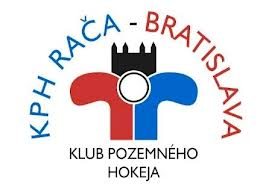 KPH RAČA - BRATISLAVA
KLUB POZEMNÉHO
HOKEJA